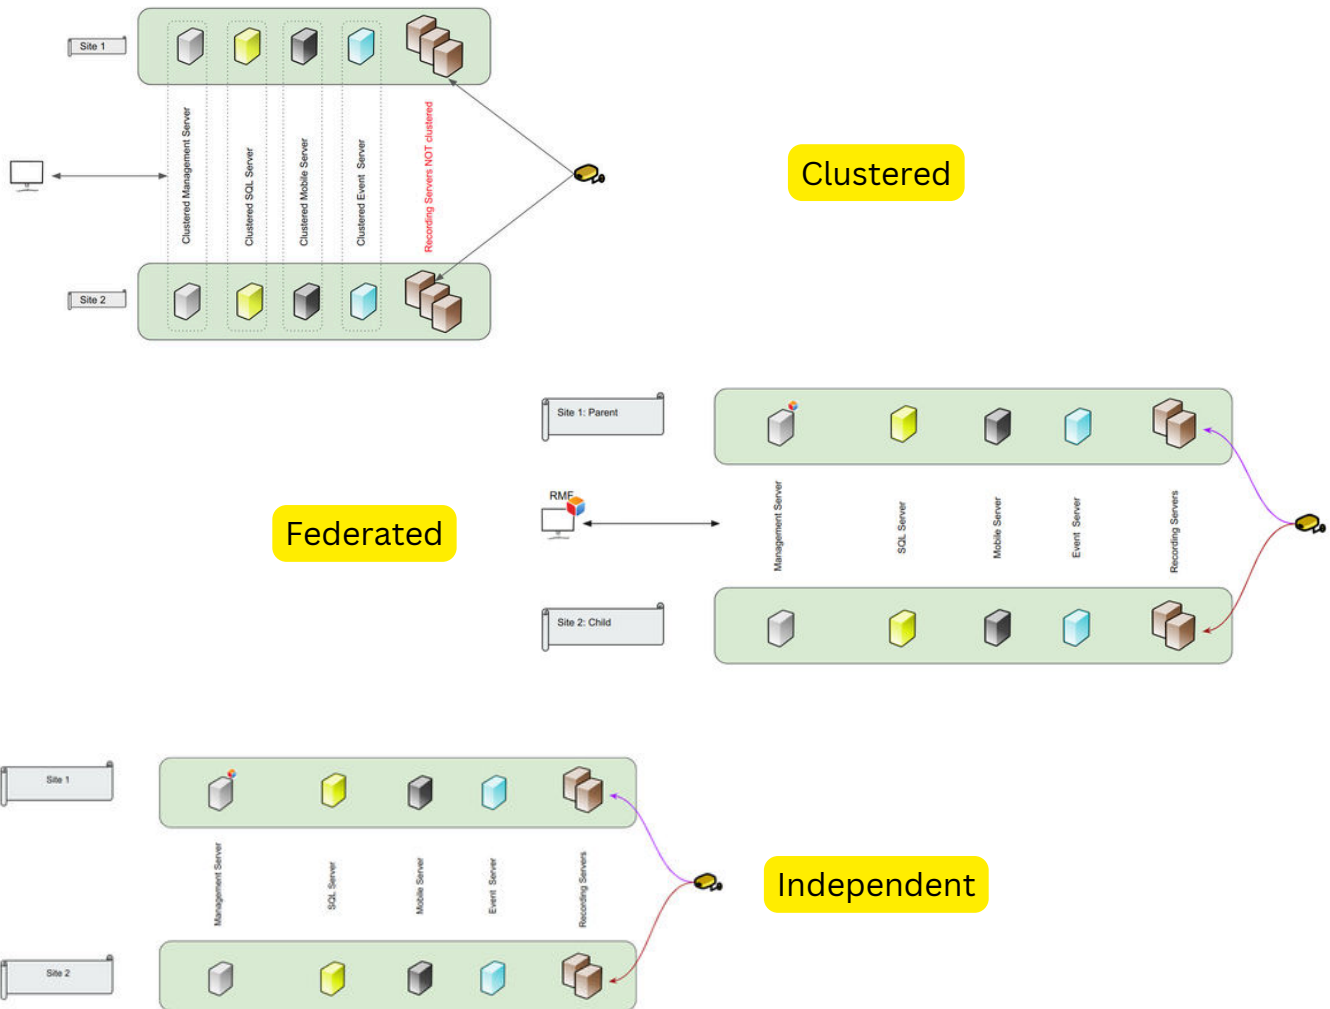 Site 1
Clustered Management Server
Clustered SQL Server
Clustered Mobile Server
Clustered Event Server
Recording Servers NOT clustered
Clustered
Site 2
Site 1: Parent
RMF
Management Server
SQL Server
Mobile Server
Event Server
Recording Servers
Federated
Site 2: Child
Site 1
Management Server
SQL Server
Mobile Server
Event Server
Recording Servers
Independent
Site 2